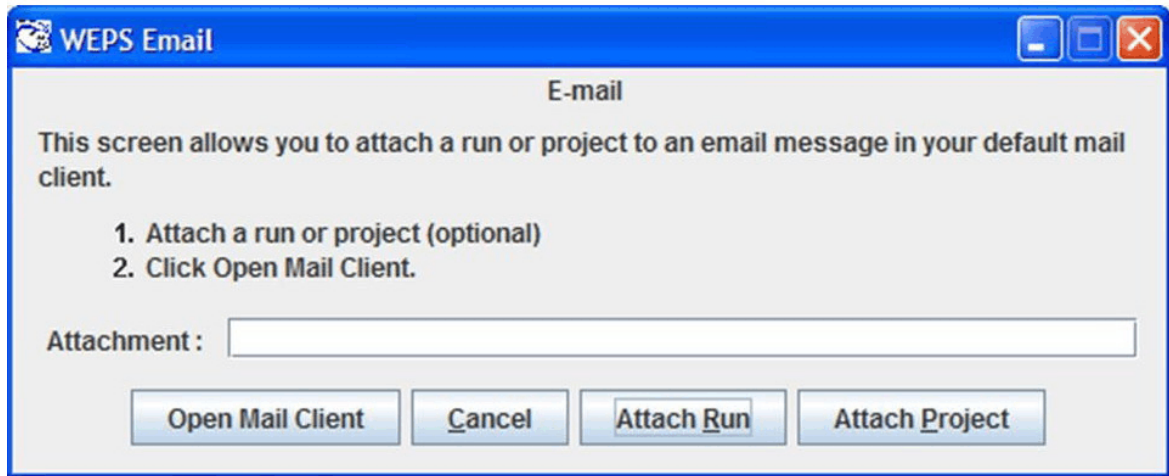 WEPS Email
E-mail
This screen allows you to attach a run or project to an email message in your default mail
client.
1. Attach a run or project (optional)
2. Click Open Mail Client.
Attachment :
Open Mail Client Cancel Attach Run Attach Project